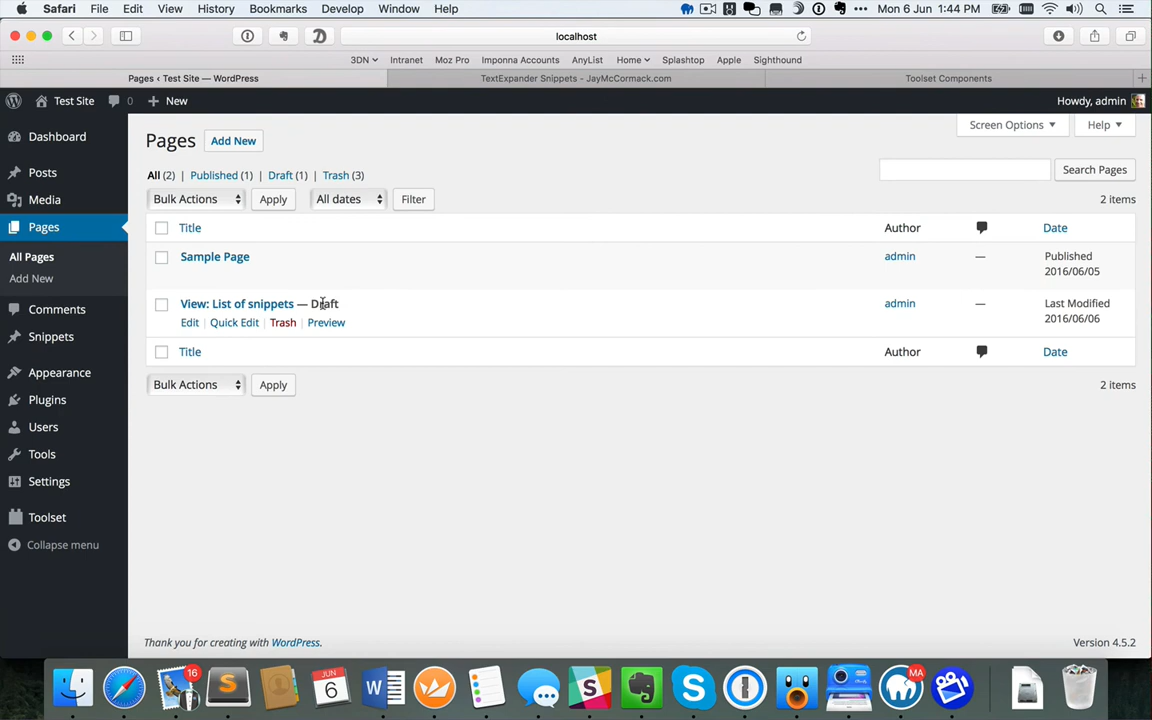 Safari File Edit View History Bookmarks Develop Window Help Mon 6 Jun 1:44 PM
localhost
3DN Intranet Moz Pro Imponna Accounts AnyList Home Splashtop Apple Sighthound
Pages ‹ Test Site — WordPress TextExpander Snippets - JayMcCormack.com Toolset Components
Test Site 0 New Howdy, admin
Dashboard
Posts
Media
Pages
All Pages
Add New
Comments
Snippets
Appearance
Plugins
Users
Tools
Settings
Toolset
Collapse menu
Screen Options Help
Pages Add New
All (2) | Published (1) | Draft (1) | Trash (3)
Search Pages
Bulk Actions Apply All dates Filter 2 items
Title Author Date
Sample Page admin — Published
2016/06/05
View: List of snippets — Draft admin — Last Modified
2016/06/06
Edit | Quick Edit | Trash | Preview
Title Author Date
Bulk Actions Apply 2 items
Thank you for creating with WordPress. Version 4.5.2
16
JUN
6
MA